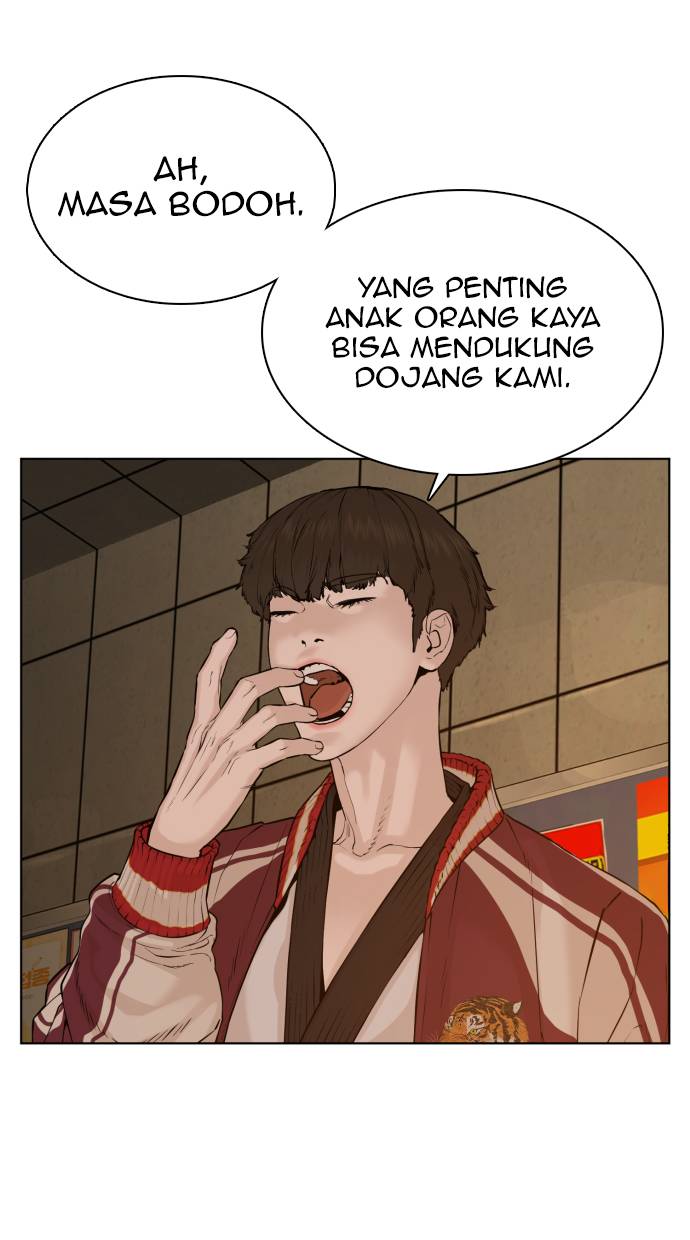 AH,
MASA BODOH.
YANG PENTING
ANAK ORANG KAYA
BISA MENDUKUNG
DOJANG KAMI.